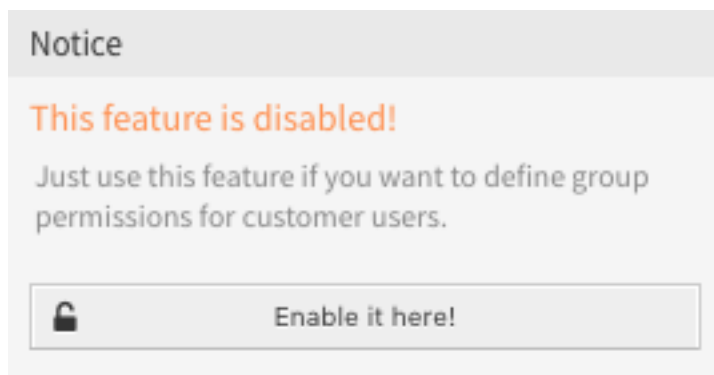 Notice
This feature is disabled!
Just use this feature if you want to define group
permissions for customer users.
Enable it here!